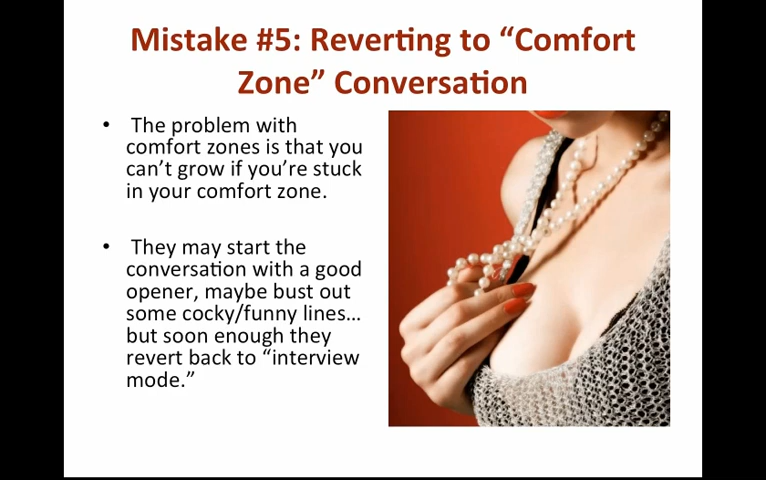 Mistake #5: Reverting to “Comfort
Zone” Conversation
• The problem with
comfort zones is that you
can’t grow if you’re stuck
in your comfort zone.
• They may start the
conversation with a good
opener, maybe bust out
some cocky/funny lines…
but soon enough they
revert back to “interview
mode.”